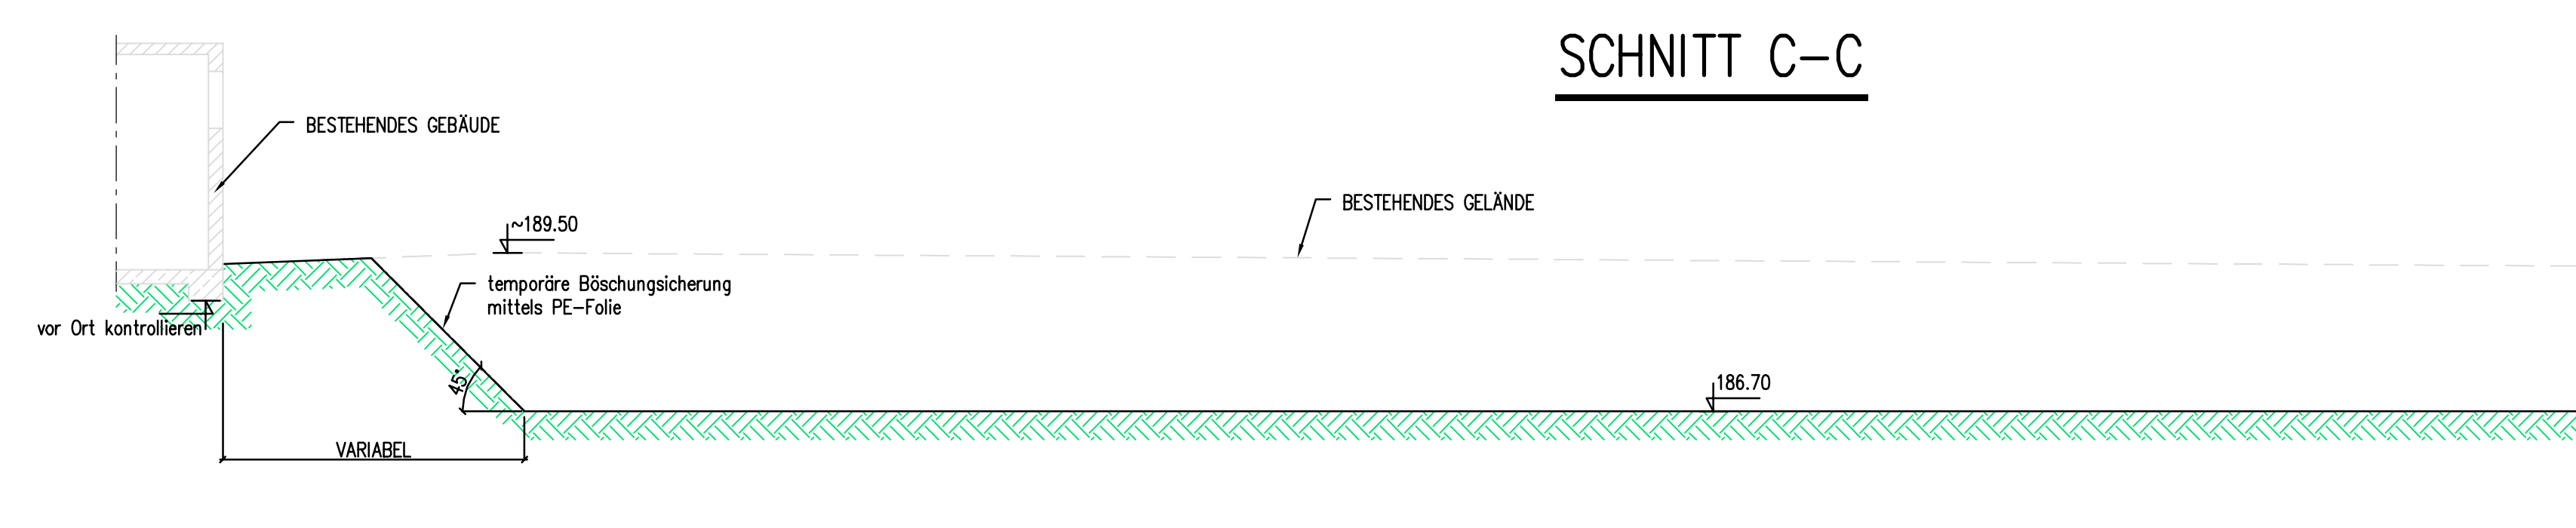 SCHNITT C-C
BESTEHENDES GEBÄUDE
BESTEHENDES GELÄNDE
~189.50
temporäre Böschungsicherung
mittels PE-Folie
vor Ort kontrollieren
45°
186.70
VARIABEL